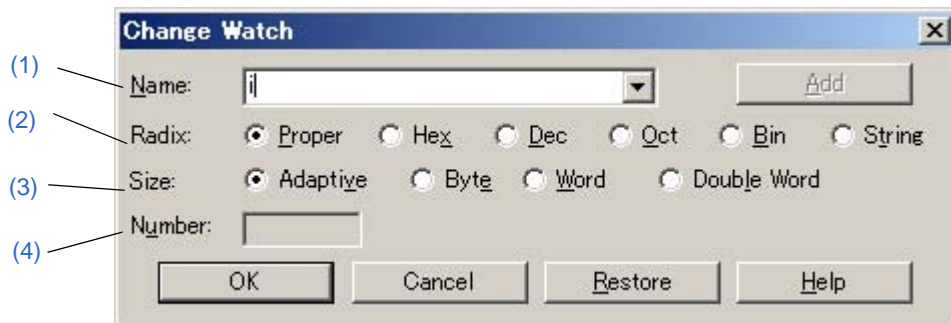 Change Watch
(1) Name: i Add
(2) Radix: Proper Hex Dec Oct Bin String
(3) Size: Adaptive Byte Word Double Word
(4) Number:
OK Cancel Restore Help